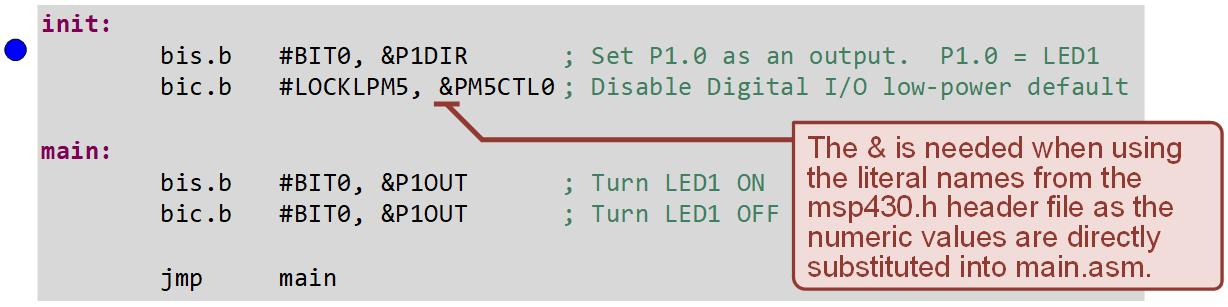 init:
bis.b #BIT0, &P1DIR ; Set P1.0 as an output. P1.0 = LED1
bic.b #LOCKLPM5, &PM5CTL0 ; Disable Digital I/O low-power default
main:
bis.b #BIT0, &P1OUT ; Turn LED1 ON
bic.b #BIT0, &P1OUT ; Turn LED1 OFF
jmp main
The & is needed when using
the literal names from the
msp430.h header file as the
numeric values are directly
substituted into main.asm.